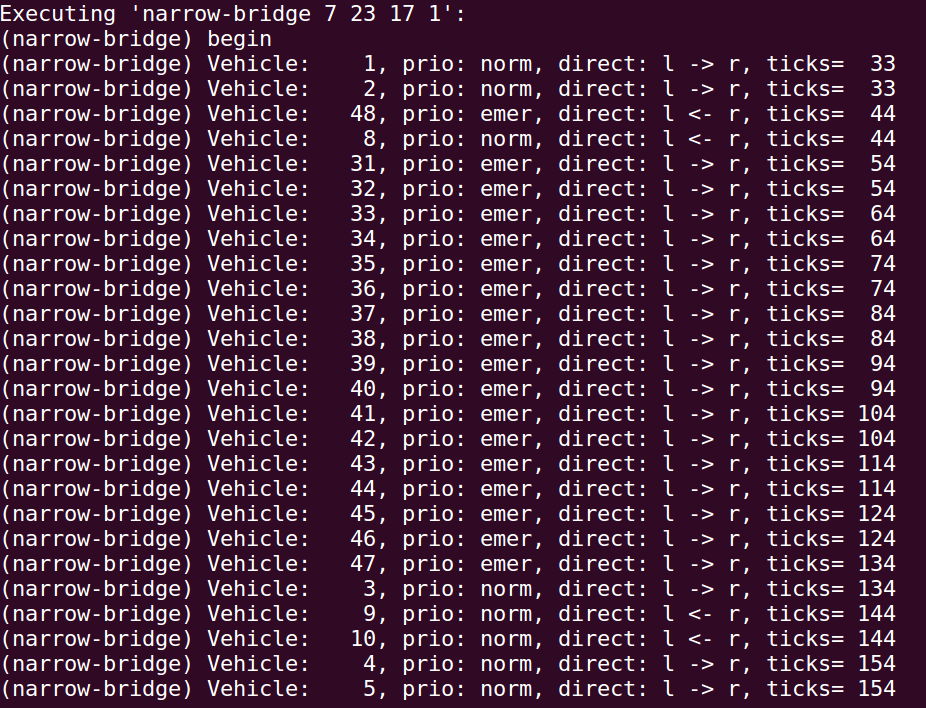 Executing 'narrow-bridge 7 23 17 1':
(narrow-bridge) begin
(narrow-bridge) Vehicle:    1, prio: norm, direct: l -> r, ticks=  33
(narrow-bridge) Vehicle:    2, prio: norm, direct: l -> r, ticks=  33
(narrow-bridge) Vehicle:   48, prio: emer, direct: l <- r, ticks=  44
(narrow-bridge) Vehicle:    8, prio: norm, direct: l <- r, ticks=  44
(narrow-bridge) Vehicle:   31, prio: emer, direct: l -> r, ticks=  54
(narrow-bridge) Vehicle:   32, prio: emer, direct: l -> r, ticks=  54
(narrow-bridge) Vehicle:   33, prio: emer, direct: l -> r, ticks=  64
(narrow-bridge) Vehicle:   34, prio: emer, direct: l -> r, ticks=  64
(narrow-bridge) Vehicle:   35, prio: emer, direct: l -> r, ticks=  74
(narrow-bridge) Vehicle:   36, prio: emer, direct: l -> r, ticks=  74
(narrow-bridge) Vehicle:   37, prio: emer, direct: l -> r, ticks=  84
(narrow-bridge) Vehicle:   38, prio: emer, direct: l -> r, ticks=  84
(narrow-bridge) Vehicle:   39, prio: emer, direct: l -> r, ticks=  94
(narrow-bridge) Vehicle:   40, prio: emer, direct: l -> r, ticks=  94
(narrow-bridge) Vehicle:   41, prio: emer, direct: l -> r, ticks= 104
(narrow-bridge) Vehicle:   42, prio: emer, direct: l -> r, ticks= 104
(narrow-bridge) Vehicle:   43, prio: emer, direct: l -> r, ticks= 114
(narrow-bridge) Vehicle:   44, prio: emer, direct: l -> r, ticks= 114
(narrow-bridge) Vehicle:   45, prio: emer, direct: l -> r, ticks= 124
(narrow-bridge) Vehicle:   46, prio: emer, direct: l -> r, ticks= 124
(narrow-bridge) Vehicle:   47, prio: emer, direct: l -> r, ticks= 134
(narrow-bridge) Vehicle:    3, prio: norm, direct: l -> r, ticks= 134
(narrow-bridge) Vehicle:    9, prio: norm, direct: l <- r, ticks= 144
(narrow-bridge) Vehicle:   10, prio: norm, direct: l <- r, ticks= 144
(narrow-bridge) Vehicle:    4, prio: norm, direct: l -> r, ticks= 154
(narrow-bridge) Vehicle:    5, prio: norm, direct: l -> r, ticks= 154